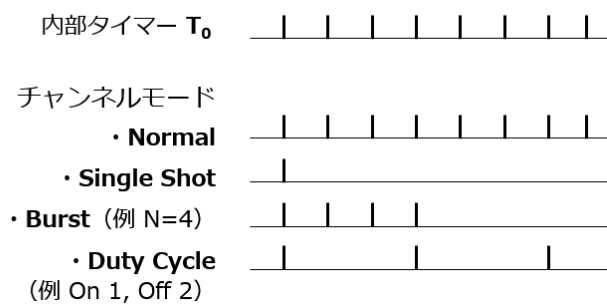 内部タイマー T₀
チャンネルモード
・Normal
・Single Shot
・Burst（例 N=4）
・Duty Cycle
（例 On 1, Off 2）